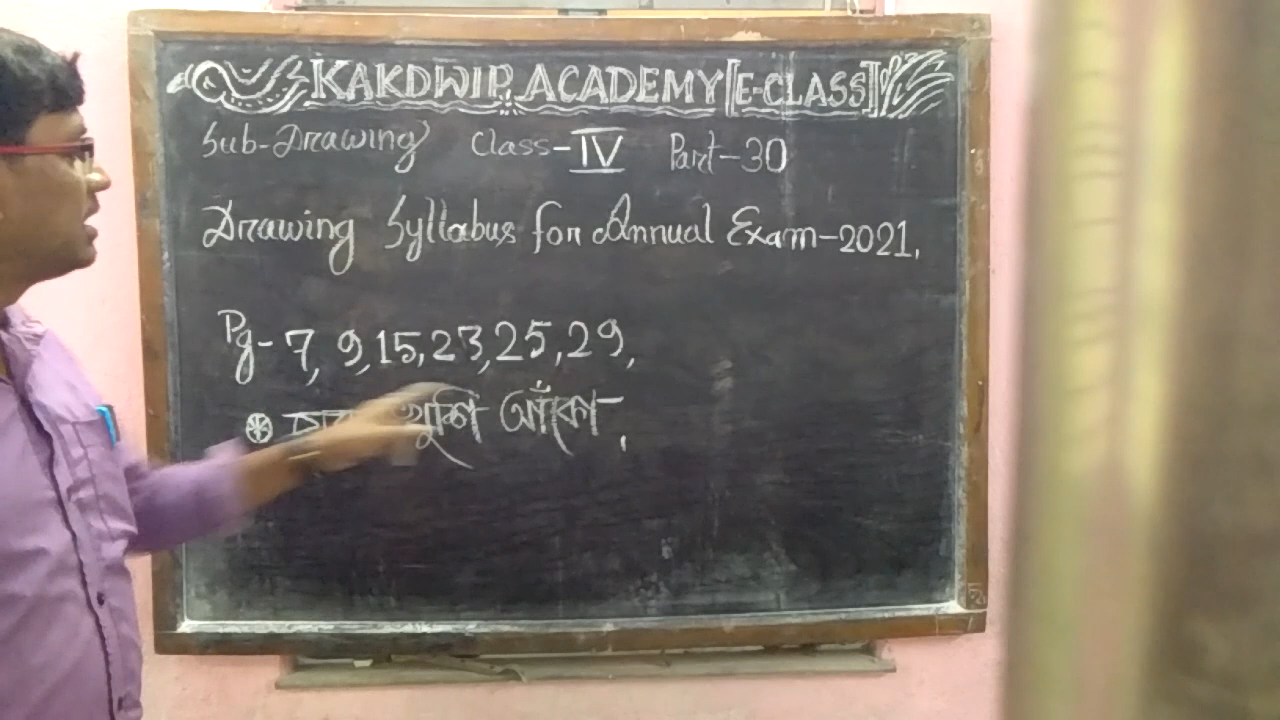 KAKDWIP ACADEMY [E-CLASS]
Sub-Drawing Class-IV Part-30
Drawing Syllabus for Annual Exam-2021.
Pg-7, 9, 15, 23, 25, 29,
খুশি আঁকো-,